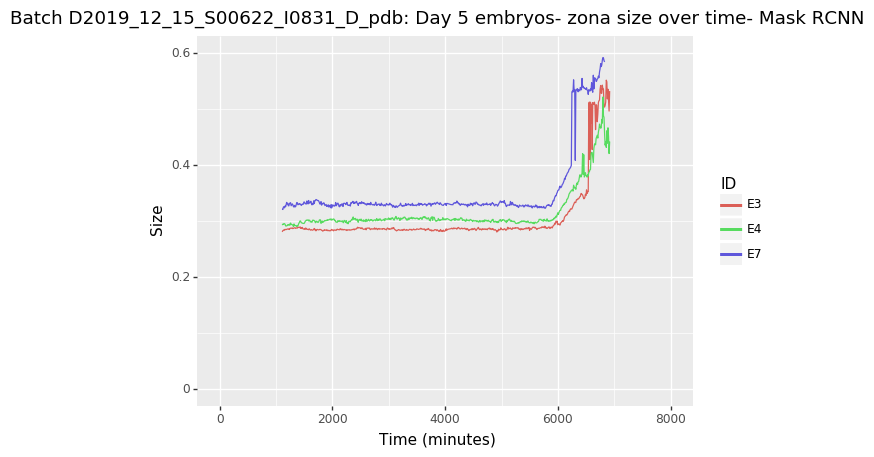 Batch D2019_12_15_S00622_I0831_D_pdb: Day 5 embryos- zona size over time- Mask RCNN
0.6
0.4
0.2
0
Size
0
2000
4000
6000
8000
Time (minutes)
ID
E3
E4
E7